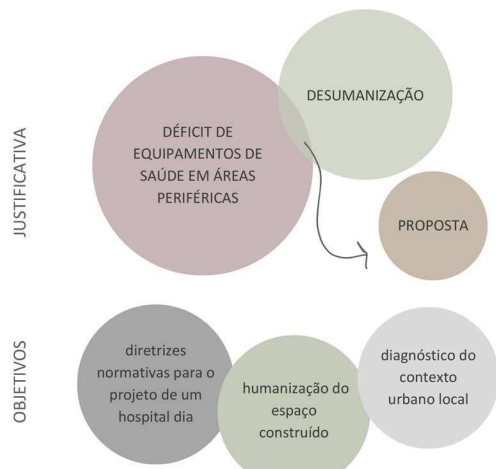 JUSTIFICATIVA
DÉFICIT DE
EQUIPAMENTOS DE
SAÚDE EM ÁREAS
PERIFÉRICAS
DESUMANIZAÇÃO
PROPOSTA
OBJETIVOS
diretrizes
normativas para o
projeto de um
hospital dia
humanização do
espaço
construído
diagnóstico do
contexto
urbano local